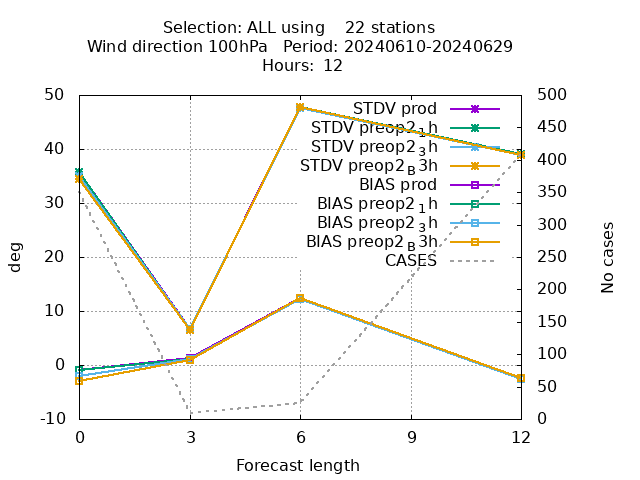 Selection: ALL using    22 stations
Wind direction 100hPa   Period: 20240610-20240629
Hours:  12
STDV prod
STDV preop2₁h
STDV preop2₃h
STDV preop2_B3h
BIAS prod
BIAS preop2₁h
BIAS preop2₃h
BIAS preop2_B3h
CASES
50
40
30
20
10
0
-10
deg
500
450
400
350
300
250
200
150
100
50
0
No cases
0 3 6 9 12
Forecast length